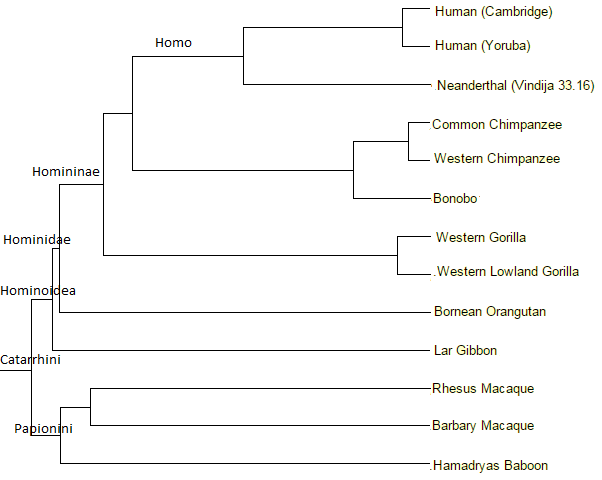 Human (Cambridge)
Homo
Human (Yoruba)
Neanderthal (Vindija 33.16)
Common Chimpanzee
Western Chimpanzee
Homininae
Bonobo
Western Gorilla
Hominidae
Western Lowland Gorilla
Hominoidea
Bornean Orangutan
Lar Gibbon
Catarrhini
Rhesus Macaque
Barbary Macaque
Papionini
Hamadryas Baboon